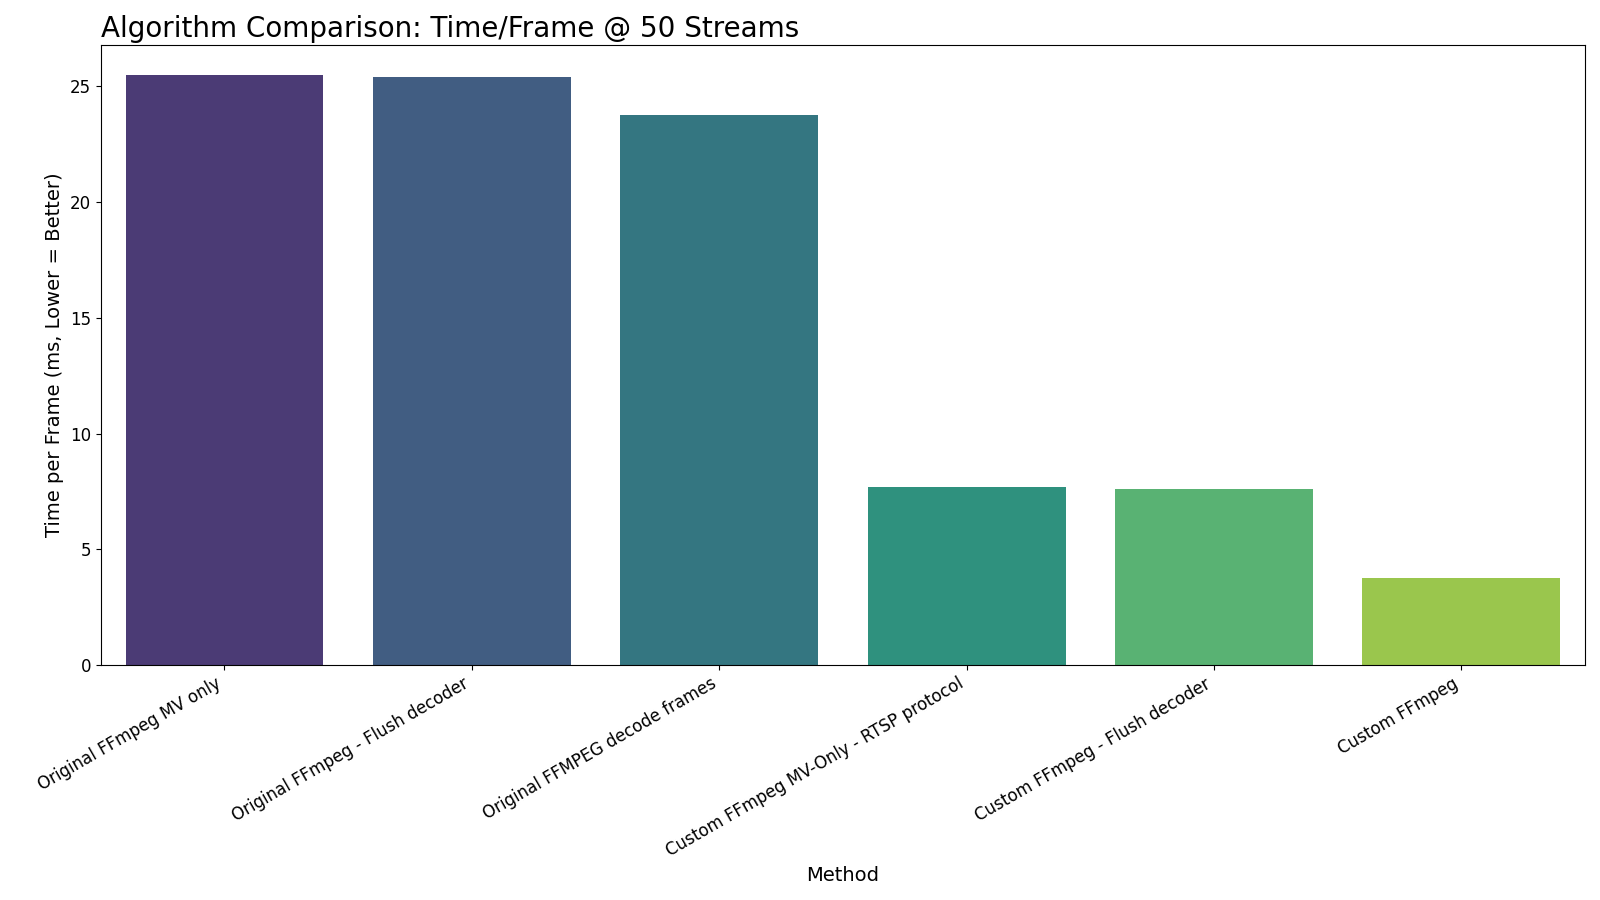 Algorithm Comparison: Time/Frame @ 50 Streams
Time per Frame (ms, Lower = Better)
25
20
15
10
5
0
Original FFmpeg MV only
Original FFmpeg - Flush decoder
Original FFMPEG decode frames
Custom FFmpeg MV-Only - RTSP protocol
Custom FFmpeg - Flush decoder
Custom FFmpeg
Method